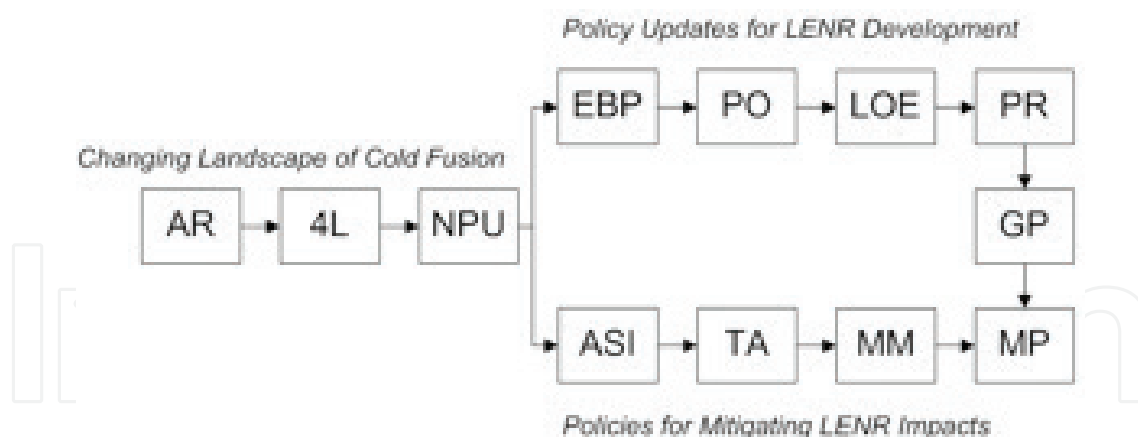 Policy Updates for LENR Development
EBP PO LOE PR
Changing Landscape of Cold Fusion
AR 4L NPU GP
ASI TA MM MP
Policies for Mitigating LENR Impacts